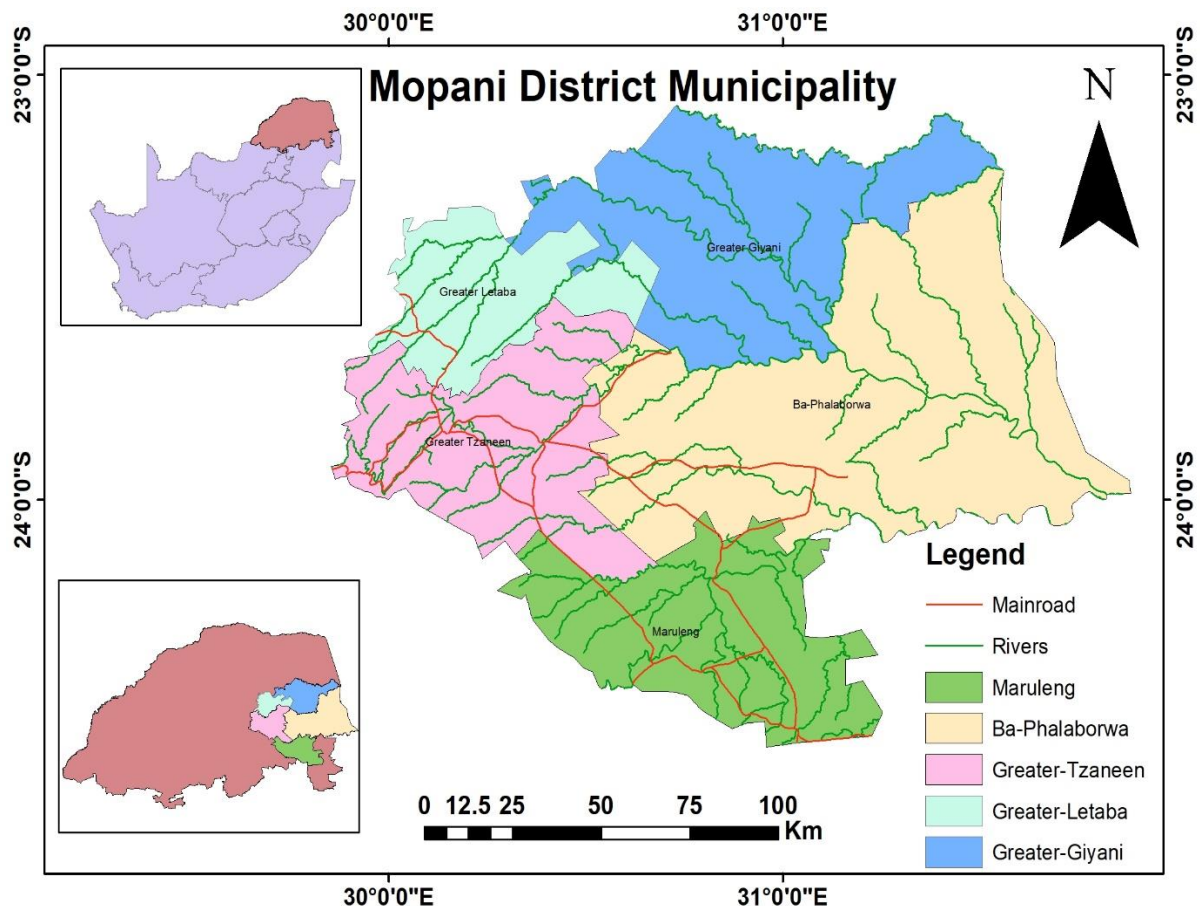 30°0'0"E 31°0'0"E
23°0'0"S 23°0'0"S
Mopani District Municipality
N
Greater Giyani
Greater Letaba
Ba-Phalaborwa
Greater Tzaneen
24°0'0"S 24°0'0"S
Maruleng
Legend
Mainroad
Rivers
Maruleng
Ba-Phalaborwa
Greater-Tzaneen
Greater-Letaba
Greater-Giyani
0 12.5 25 50 75 100
Km
30°0'0"E 31°0'0"E